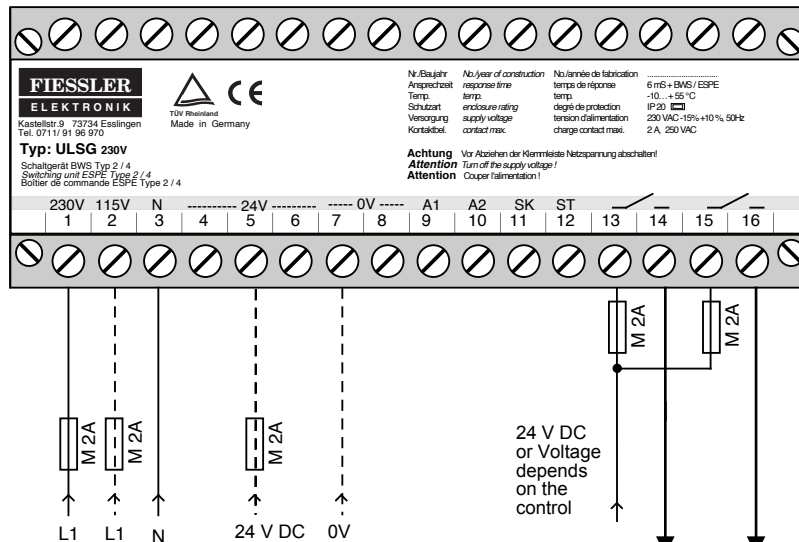 FIESSLER
ELEKTRONIK
Kastellstr.9 73734 Esslingen
Tel. 0711/ 91 96 970
TÜV Rheinland
CE
Made in Germany
Typ: ULSG 230V
Schaltgerät BWS Typ 2 / 4
Switching unit ESPE Type 2 / 4
Boîtier de commande ESPE Type 2 / 4
Nr./Baujahr No./year of construction No./année de fabrication ..............................
Ansprechzeit response time temps de réponse 6 mS + BWS / ESPE
Temp. temp. temp. -10...+ 55 °C
Schutzart enclosure rating degré de protection IP 20
Versorgung supply voltage tension d'alimentation 230 VAC -15% +10 %, 50Hz
Kontaktbel. contact max. charge contact maxi. 2 A, 250 VAC
Achtung Vor Abziehen der Klemmleiste Netzspannung abschalten!
Attention Turn off the supply voltage !
Attention Couper l'alimentation !
230V 115V N ---------- 24V --------- ----- 0V ----- A1 A2 SK ST
1 2 3 4 5 6 7 8 9 10 11 12 13 14 15 16
M 2A
M 2A
M 2A
M 2A
M 2A
24 V DC
or Voltage
depends
on the
control
L1 L1 N 24 V DC 0V